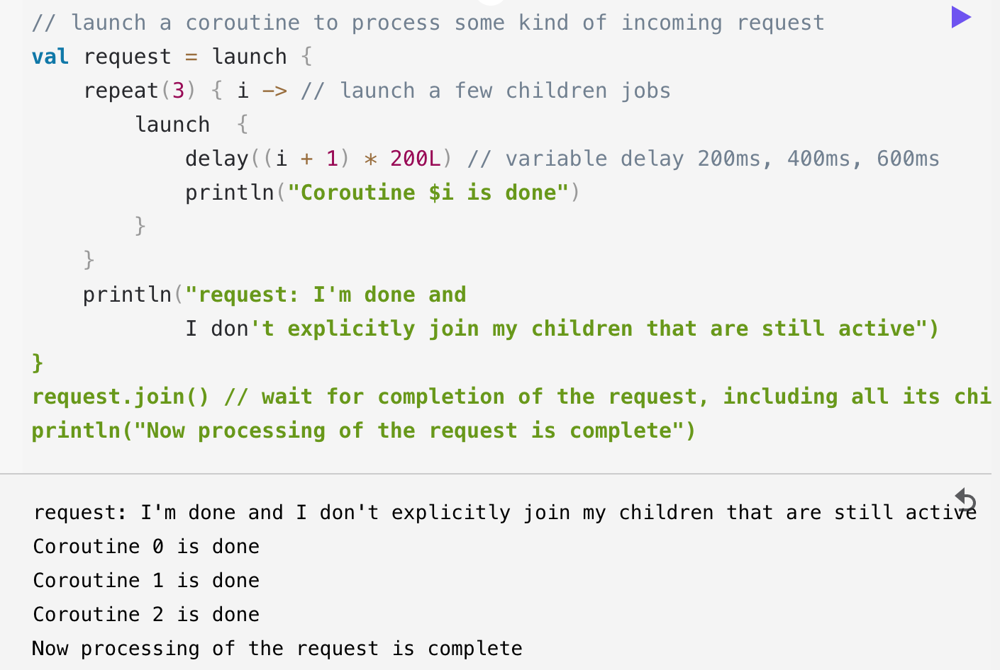 // launch a coroutine to process some kind of incoming request
val request = launch {
    repeat(3) { i -> // launch a few children jobs
        launch  {
            delay((i + 1) * 200L) // variable delay 200ms, 400ms, 600ms
            println("Coroutine $i is done")
        }
    }
    println("request: I'm done and
            I don't explicitly join my children that are still active")
}
request.join() // wait for completion of the request, including all its chi
println("Now processing of the request is complete")
request: I'm done and I don't explicitly join my children that are still active
Coroutine 0 is done
Coroutine 1 is done
Coroutine 2 is done
Now processing of the request is complete